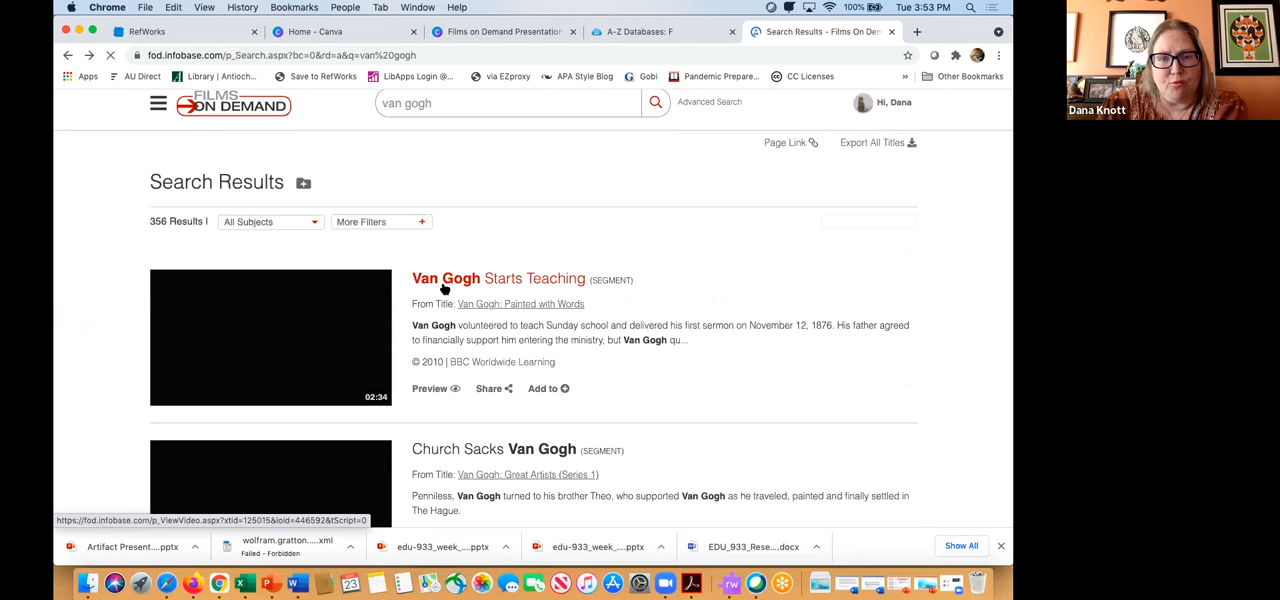 Chrome File Edit View History Bookmarks People Tab Window Help 100% Tue 3:53 PM
RefWorks × Home - Canva × Films on Demand Presentation × A-Z Databases: F × Search Results - Films On Dem × +
fod.infobase.com/p_Search.aspx?bc=0&rd=a&q=van%20gogh
Apps AU Direct Library | Antioch... Save to RefWorks LibApps Login @... via EZproxy APA Style Blog Gobi Pandemic Prepare... CC Licenses » Other Bookmarks
FILMS
ON DEMAND
van gogh
Advanced Search
Hi, Dana
Page Link
Export All Titles
Search Results
356 Results |
All Subjects
More Filters +
Van Gogh Starts Teaching (SEGMENT)
From Title: Van Gogh: Painted with Words
Van Gogh volunteered to teach Sunday school and delivered his first sermon on November 12, 1876. His father agreed
to financially support him entering the ministry, but Van Gogh qu...
© 2010 | BBC Worldwide Learning
Preview Share Add to
02:34
Church Sacks Van Gogh (SEGMENT)
From Title: Van Gogh: Great Artists (Series 1)
Penniless, Van Gogh turned to his brother Theo, who supported Van Gogh as he traveled, painted and finally settled in
The Hague.
https://fod.infobase.com/p_ViewVideo.aspx?xtid=125015&loid=446592&tScript=0
Artifact Present....pptx
wolfram.gratton.....xml
Failed - Forbidden
edu-933_week_....pptx
edu-933_week_....pptx
EDU_933_Rese....docx
Show All
23
rw
Dana Knott